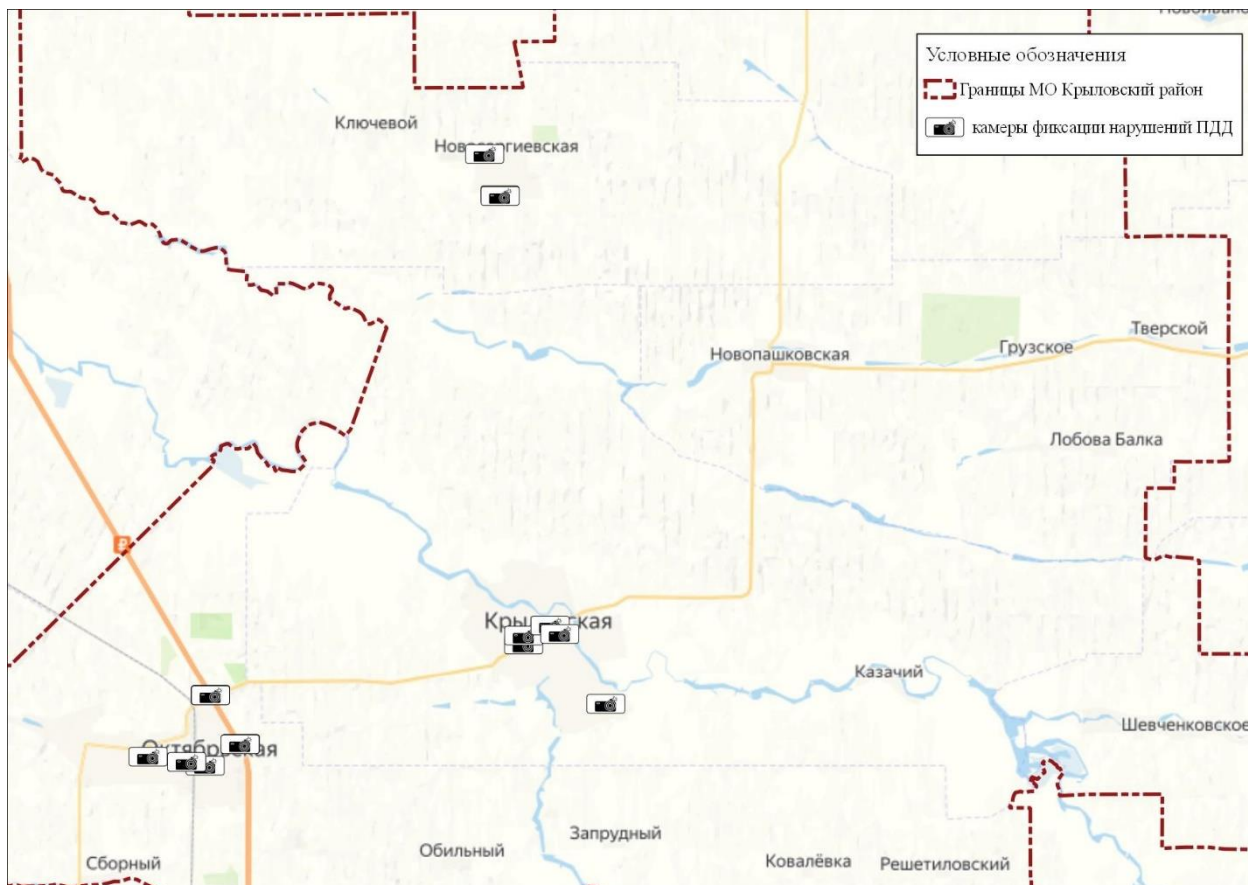 Условные обозначения
Границы МО Крыловский район
камеры фиксации нарушений ПДД
Ключевой
Тверской
Грузское
Новопашковская
Лобова Балка
Казачий
Шевченковское
Запрудный
Обильный
Сборный
Ковалёвка
Решетиловский